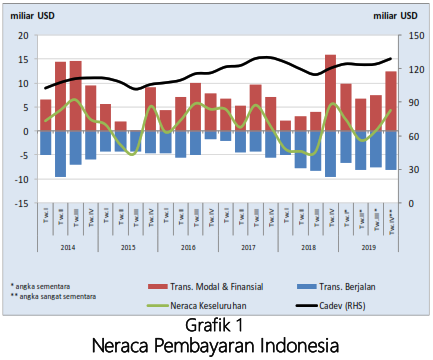 miliar USD miliar USD
20 150
15 120
10 90
5
0 60
-5
-10 30
-15 0
Tw. I Tw. II Tw.III Tw.IV Tw. I Tw. II Tw.III Tw. IV Tw. I Tw. II Tw.III Tw. IV Tw. I Tw. II Tw.III Tw. IV Tw. I Tw. II Tw.III Tw. IV Tw. I* Tw. II* Tw. III* Tw. IV**
2014 2015 2016 2017 2018 2019
* angka sementara
** angka sangat sementara
Trans. Modal & Finansial Trans. Berjalan
Neraca Keseluruhan Cadev (RHS)
Grafik 1
Neraca Pembayaran Indonesia